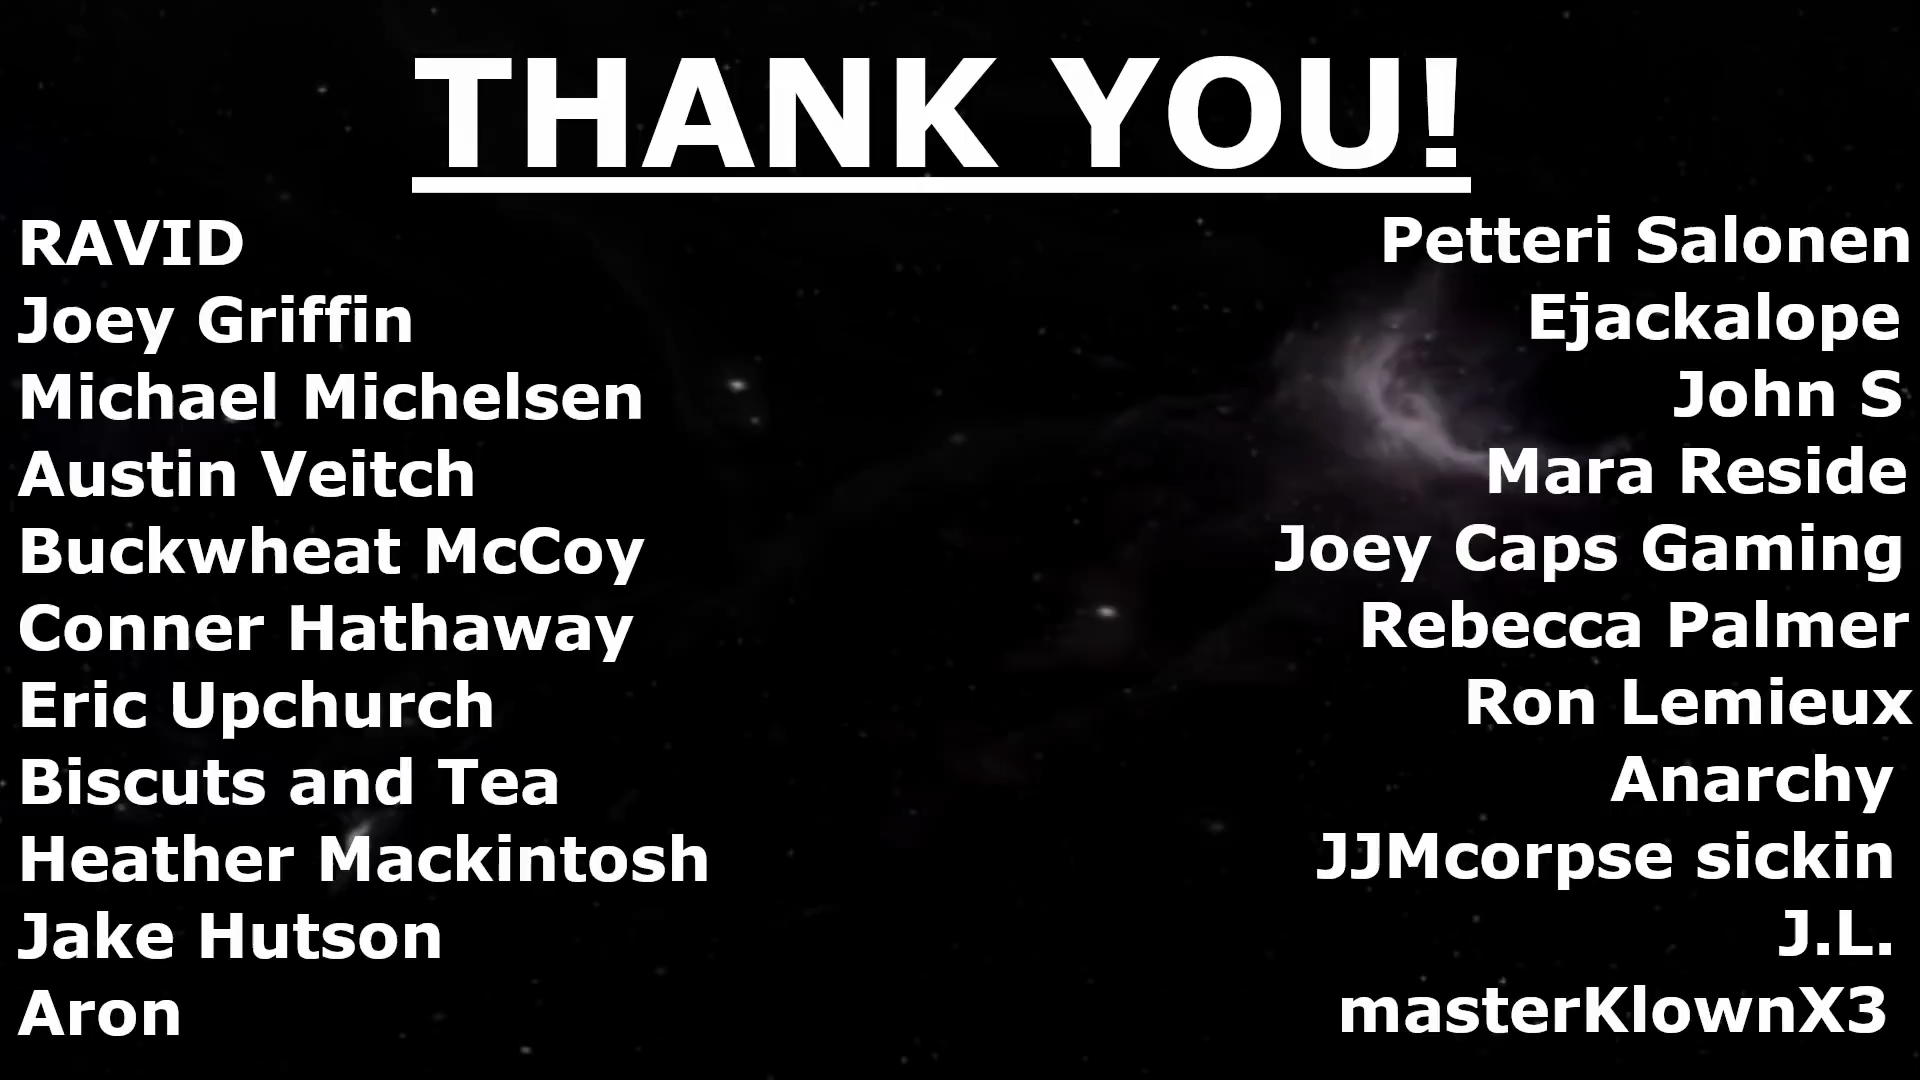 THANK YOU!
RAVID
Joey Griffin
Michael Michelsen
Austin Veitch
Buckwheat McCoy
Conner Hathaway
Eric Upchurch
Biscuts and Tea
Heather Mackintosh
Jake Hutson
Aron
Petteri Salonen
Ejackalope
John S
Mara Reside
Joey Caps Gaming
Rebecca Palmer
Ron Lemieux
Anarchy
JJMcorpse sickin
J.L.
masterKlownX3